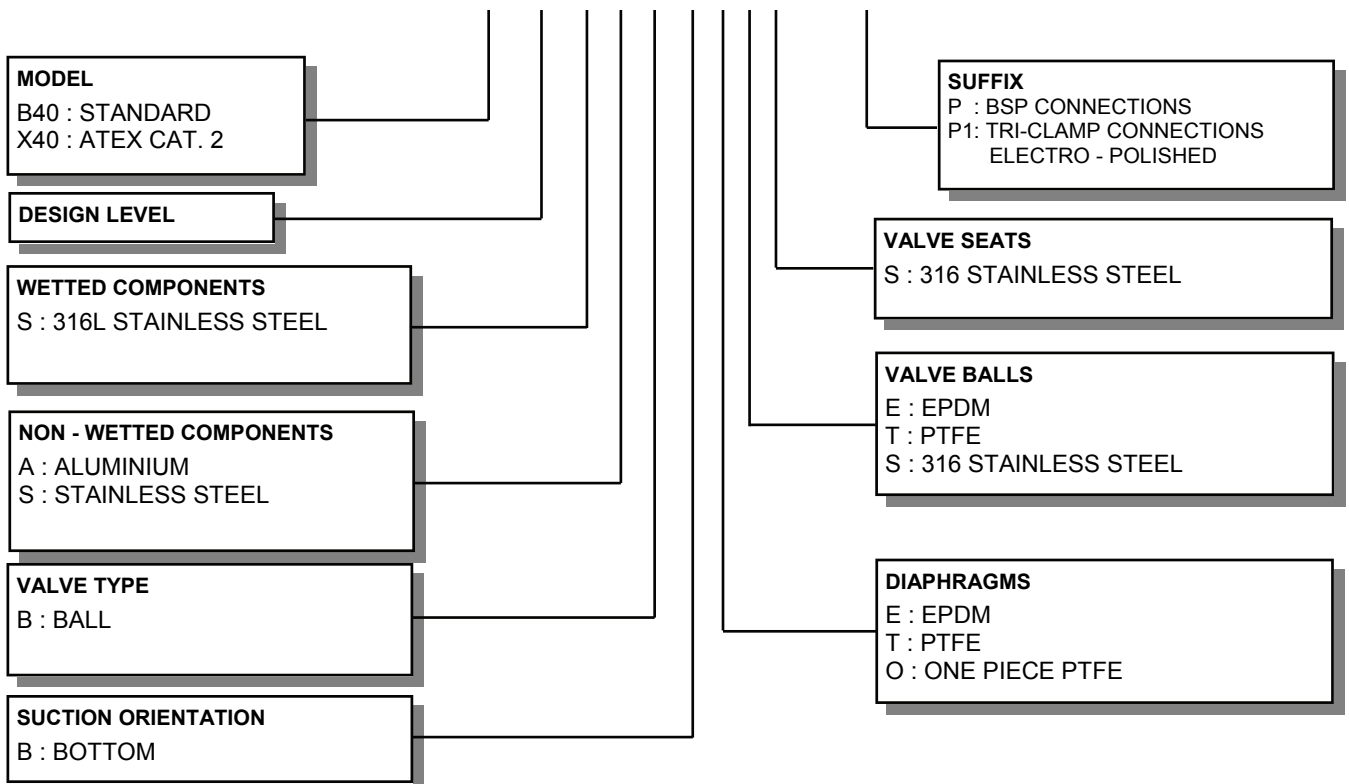 MODEL
B40 : STANDARD
X40 : ATEX CAT. 2
DESIGN LEVEL
WETTED COMPONENTS
S : 316L STAINLESS STEEL
NON - WETTED COMPONENTS
A : ALUMINIUM
S : STAINLESS STEEL
VALVE TYPE
B : BALL
SUCTION ORIENTATION
B : BOTTOM
SUFFIX
P : BSP CONNECTIONS
P1: TRI-CLAMP CONNECTIONS
ELECTRO - POLISHED
VALVE SEATS
S : 316 STAINLESS STEEL
VALVE BALLS
E : EPDM
T : PTFE
S : 316 STAINLESS STEEL
DIAPHRAGMS
E : EPDM
T : PTFE
O : ONE PIECE PTFE